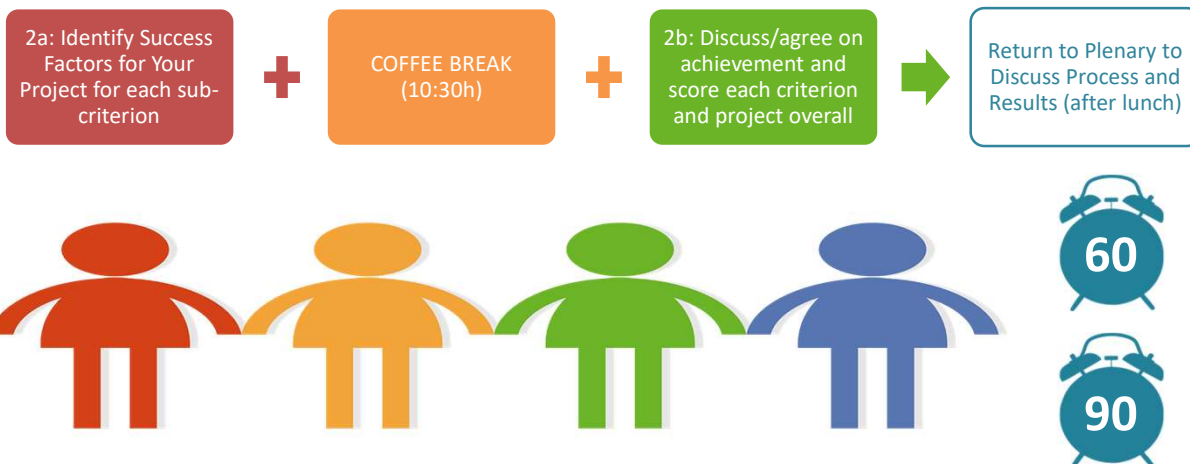 2a: Identify Success
Factors for Your
Project for each sub-
criterion
COFFEE BREAK
(10:30h)
2b: Discuss/agree on
achievement and
score each criterion
and project overall
Return to Plenary to
Discuss Process and
Results (after lunch)
60
90